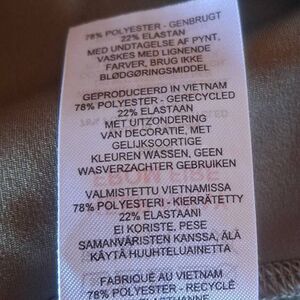 78% POLYESTER - GENBRUGT
22% ELASTAN
MED UNDTAGELSE AF PYNT,
VASKES MED LIGNENDE
FARVER, BRUG IKKE
BLØDGØRINGSMIDDEL
GEPRODUCEERD IN VIETNAM
78% POLYESTER - GERECYCLED
22% ELASTAAN
MET UITZONDERING
VAN DECORATIE, MET
GELIJKSOORTIGE
KLEUREN WASSEN, GEEN
WASVERZACHTER GEBRUIKEN
VALMISTETTU VIETNAMISSA
78% POLYESTERI - KIERRÄTETTY
22% ELASTAANI
EI KORISTE, PESE
SAMANVÄRISTEN KANSSA, ÄLÄ
KÄYTÄ HUUHTELUAINETTA
FABRIQUÉ AU VIETNAM
78% POLYESTER - RECYCLÉ